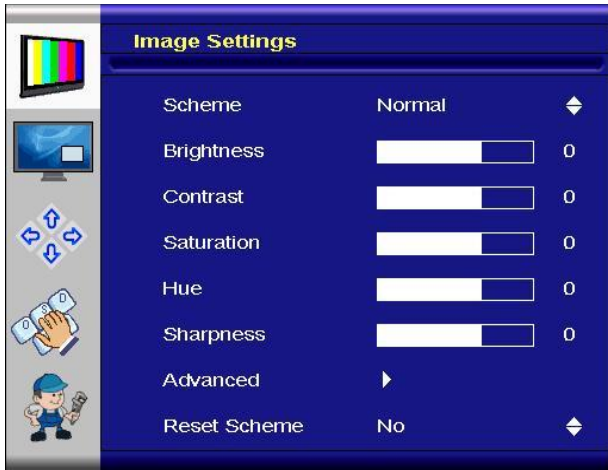 Image Settings
Scheme Normal
Brightness 0
Contrast 0
Saturation 0
Hue 0
Sharpness 0
Advanced
Reset Scheme No
O S D